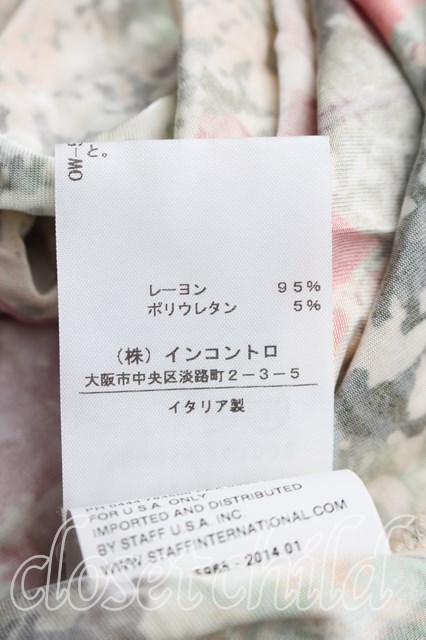 と。
レーヨン 95%
ポリウレタン 5%
(株) インコントロ
大阪市中央区淡路町2-3-5
イタリア製
FOR U.S.A. ONLY
IMPORTED AND DISTRIBUTED
BY STAFF U.S.A. INC.
WWW.STAFFINTERNATIONAL.COM
2014 01
closet child